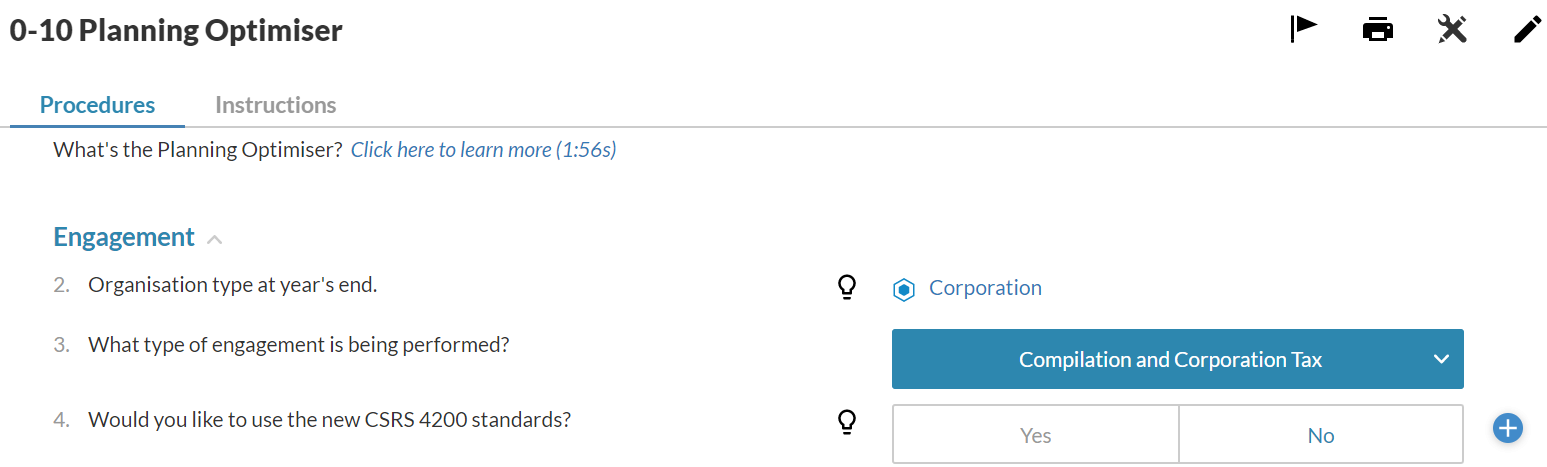 0-10 Planning Optimiser
Procedures Instructions
What's the Planning Optimiser? Click here to learn more (1:56s)
Engagement
2. Organisation type at year's end. Corporation
3. What type of engagement is being performed? Compilation and Corporation Tax
4. Would you like to use the new CSRS 4200 standards? Yes No